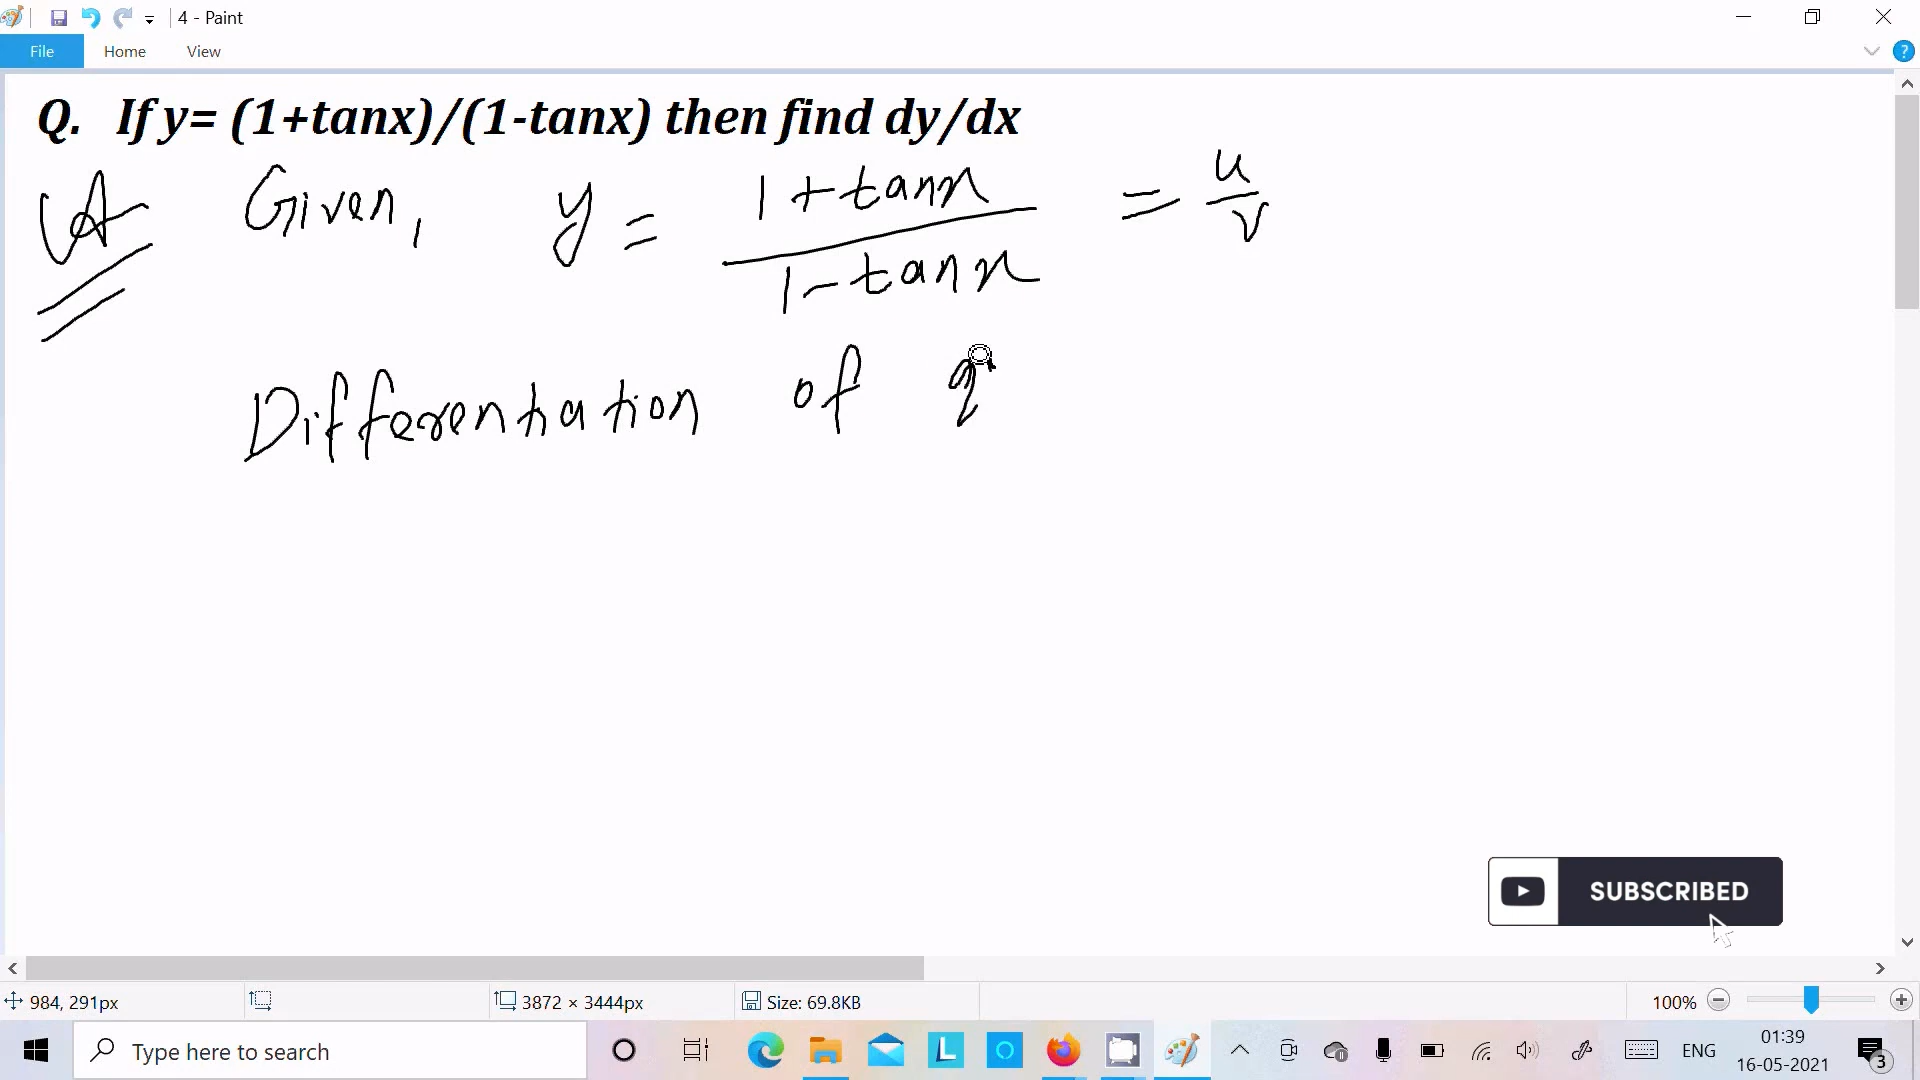 4 - Paint
File Home View
Q. If y= (1+tanx)/(1-tanx) then find dy/dx
A Given, y = 1+tanx / 1-tanx = u/v
Differentiation of
SUBSCRIBED
984, 291px 3872 × 3444px Size: 69.8KB 100%
Type here to search
ENG
01:39
16-05-2021
3